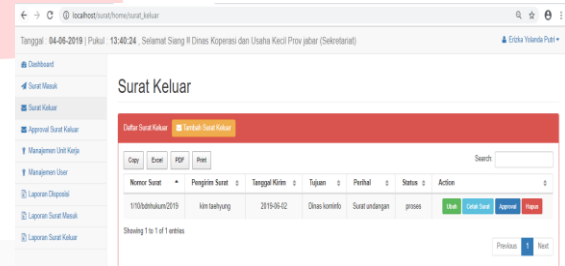 localhost/surat/home/surat_keluar
Tanggal : 04-06-2019 | Pukul : 13:40:24 , Selamat Siang !! Dinas Koperasi dan Usaha Kecil Prov jabar (Sekretariat)
Erizka Yolanda Putri
Dashboard
Surat Masuk
Surat Keluar
Approval Surat Keluar
Manajemen Unit Kerja
Manajemen User
Laporan Disposisi
Laporan Surat Masuk
Laporan Surat Keluar
Surat Keluar
Daftar Surat Keluar Tambah Surat Keluar
Copy Excel PDF Print
Search:
Nomor Surat Pengirim Surat Tanggal Kirim Tujuan Perihal Status Action
1/10/bdnhukum/2019 kim taehyung 2019-06-02 Dinas kominfo Surat undangan proses Ubah Cetak Surat Approval Hapus
Showing 1 to 1 of 1 entries
Previous 1 Next